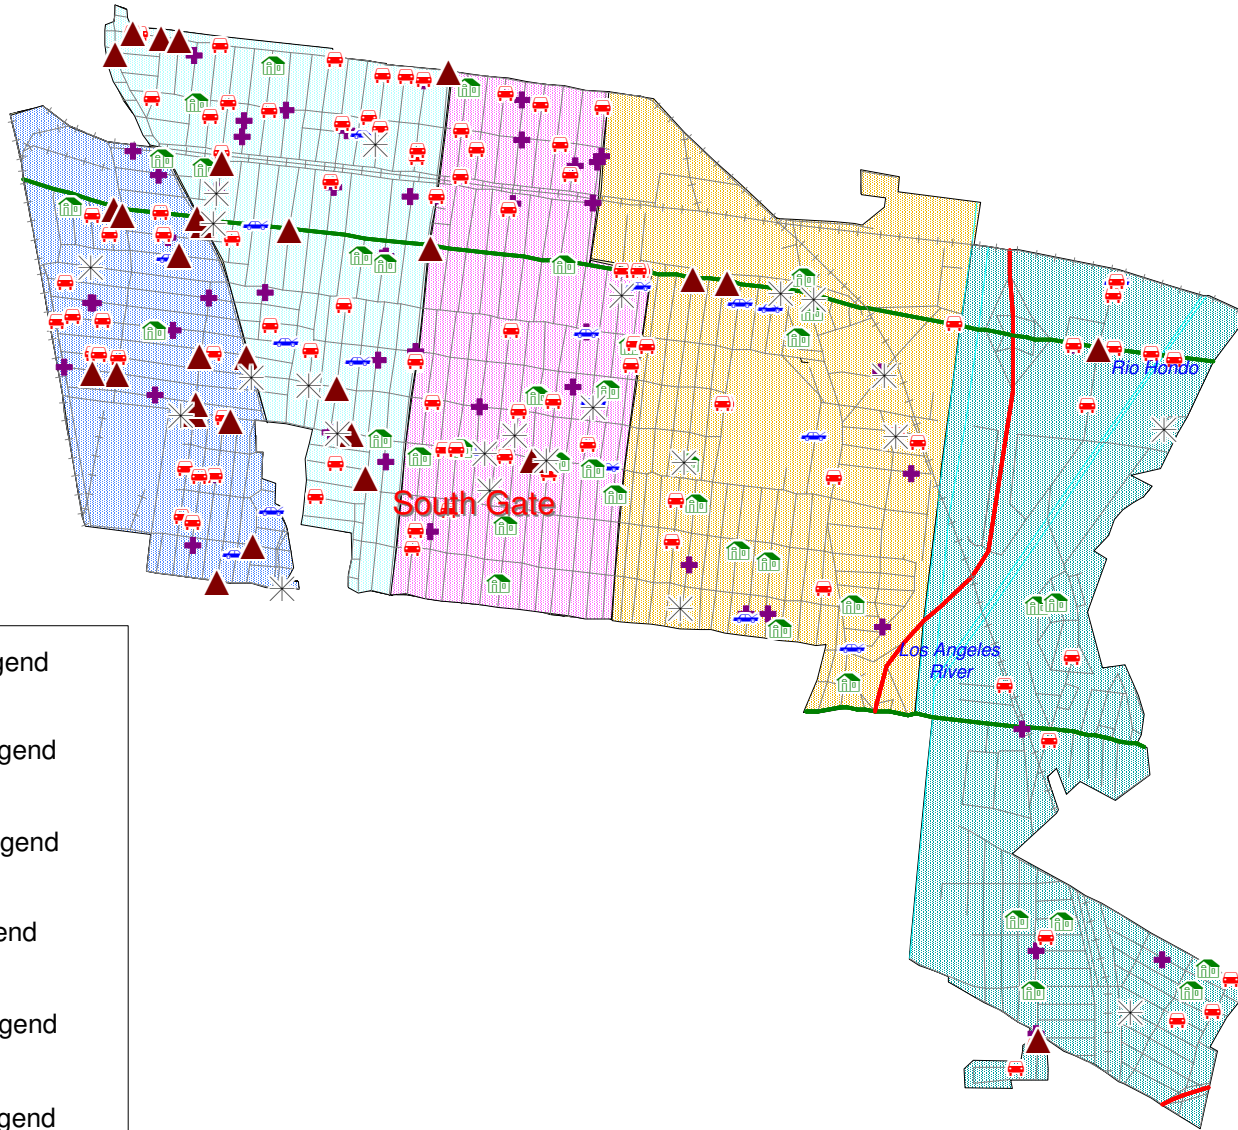 Rio Hondo
South Gate
Los Angeles
River
gend
gend
gend
end
gend
gend